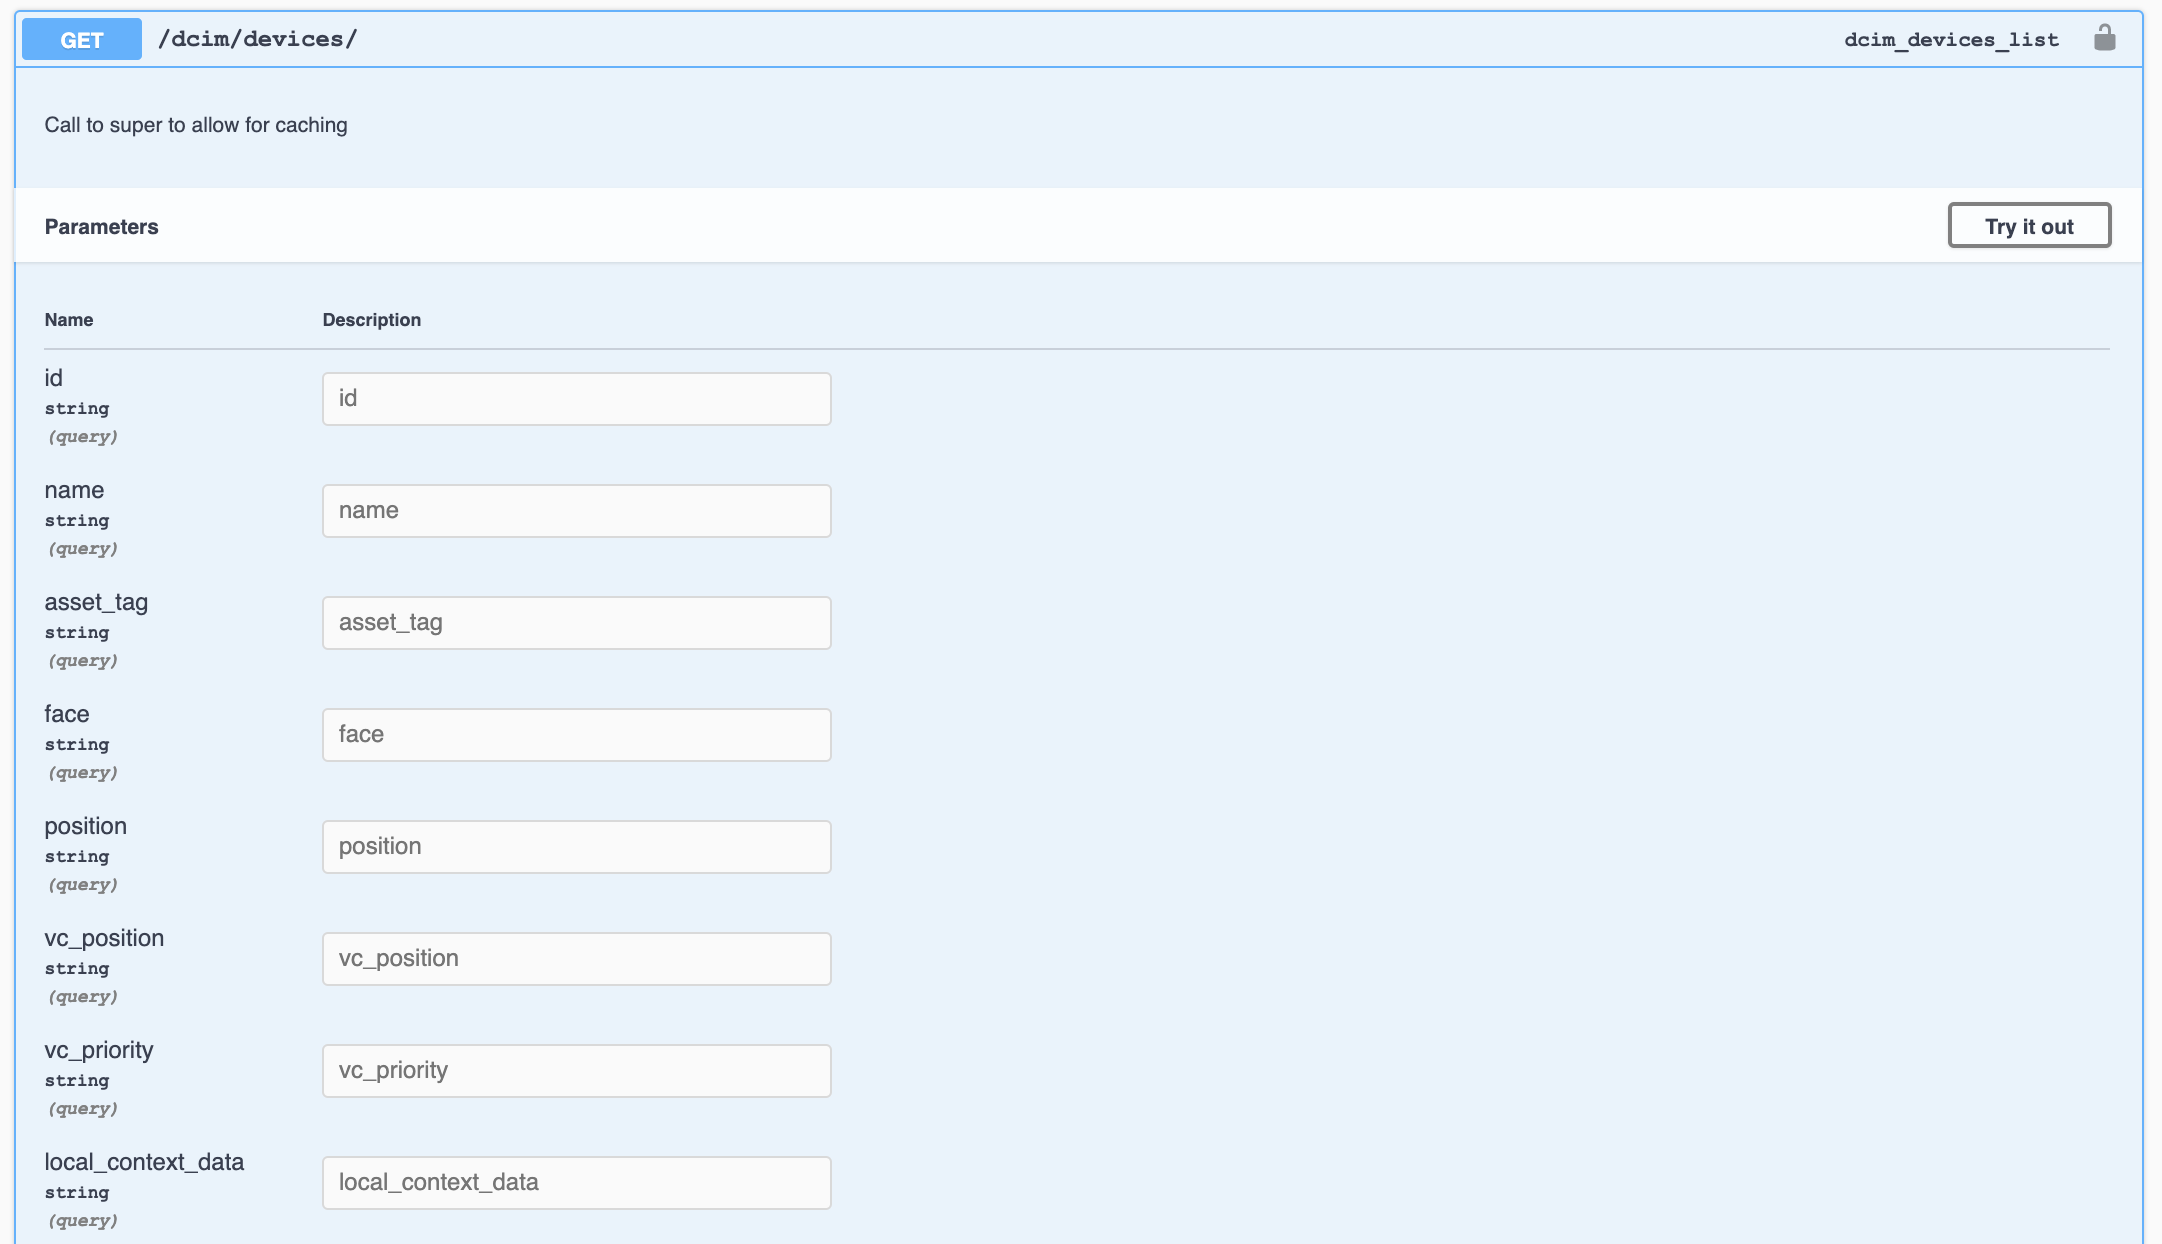 GET /dcim/devices/ dcim_devices_list
Call to super to allow for caching
Parameters Try it out
Name Description
id
string
(query)
id
name
string
(query)
name
asset_tag
string
(query)
asset_tag
face
string
(query)
face
position
string
(query)
position
vc_position
string
(query)
vc_position
vc_priority
string
(query)
vc_priority
local_context_data
string
(query)
local_context_data